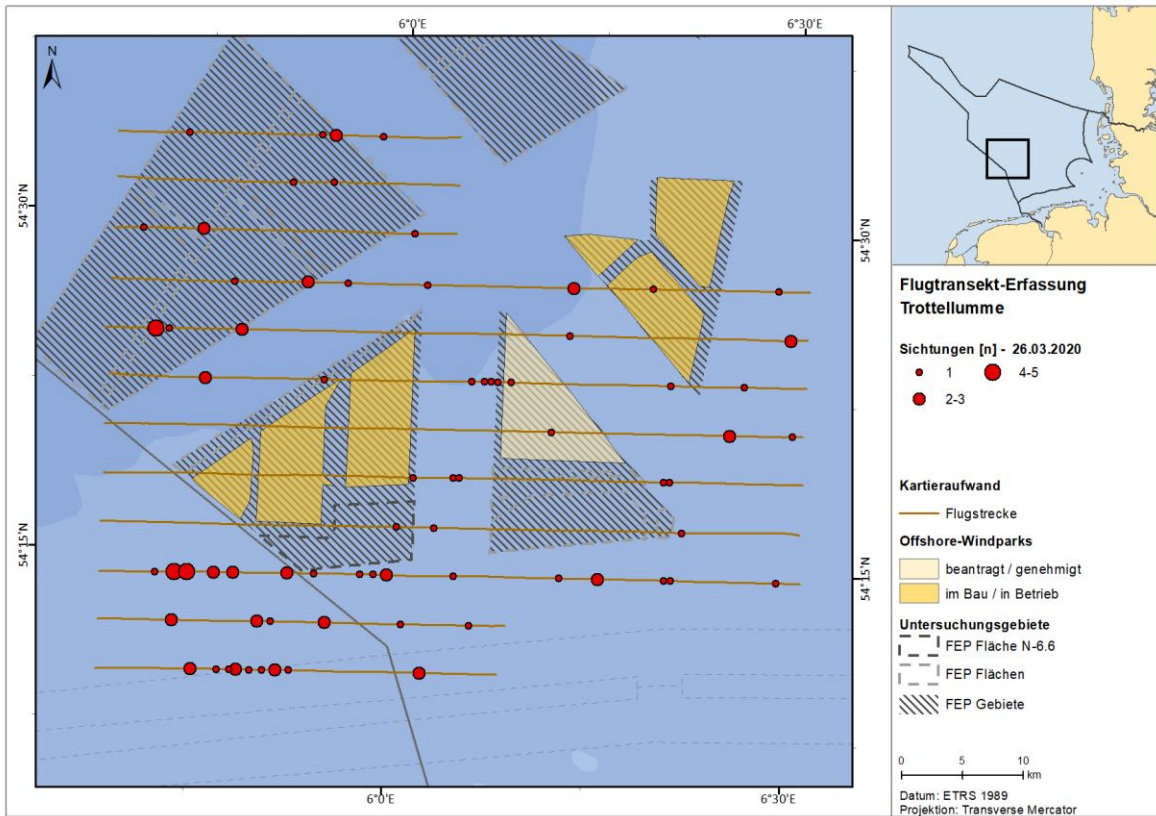 6°0'E
6°30'E
N
54°30'N
54°30'N
54°15'N
54°15'N
6°0'E
6°30'E
Flugtransekt-Erfassung
Trottellumme
Sichtungen [n] - 26.03.2020
1
4-5
2-3
Kartieraufwand
Flugstrecke
Offshore-Windparks
beantragt / genehmigt
im Bau / in Betrieb
Untersuchungsgebiete
FEP Fläche N-6.6
FEP Flächen
FEP Gebiete
0 5 10
km
Datum: ETRS 1989
Projektion: Transverse Mercator